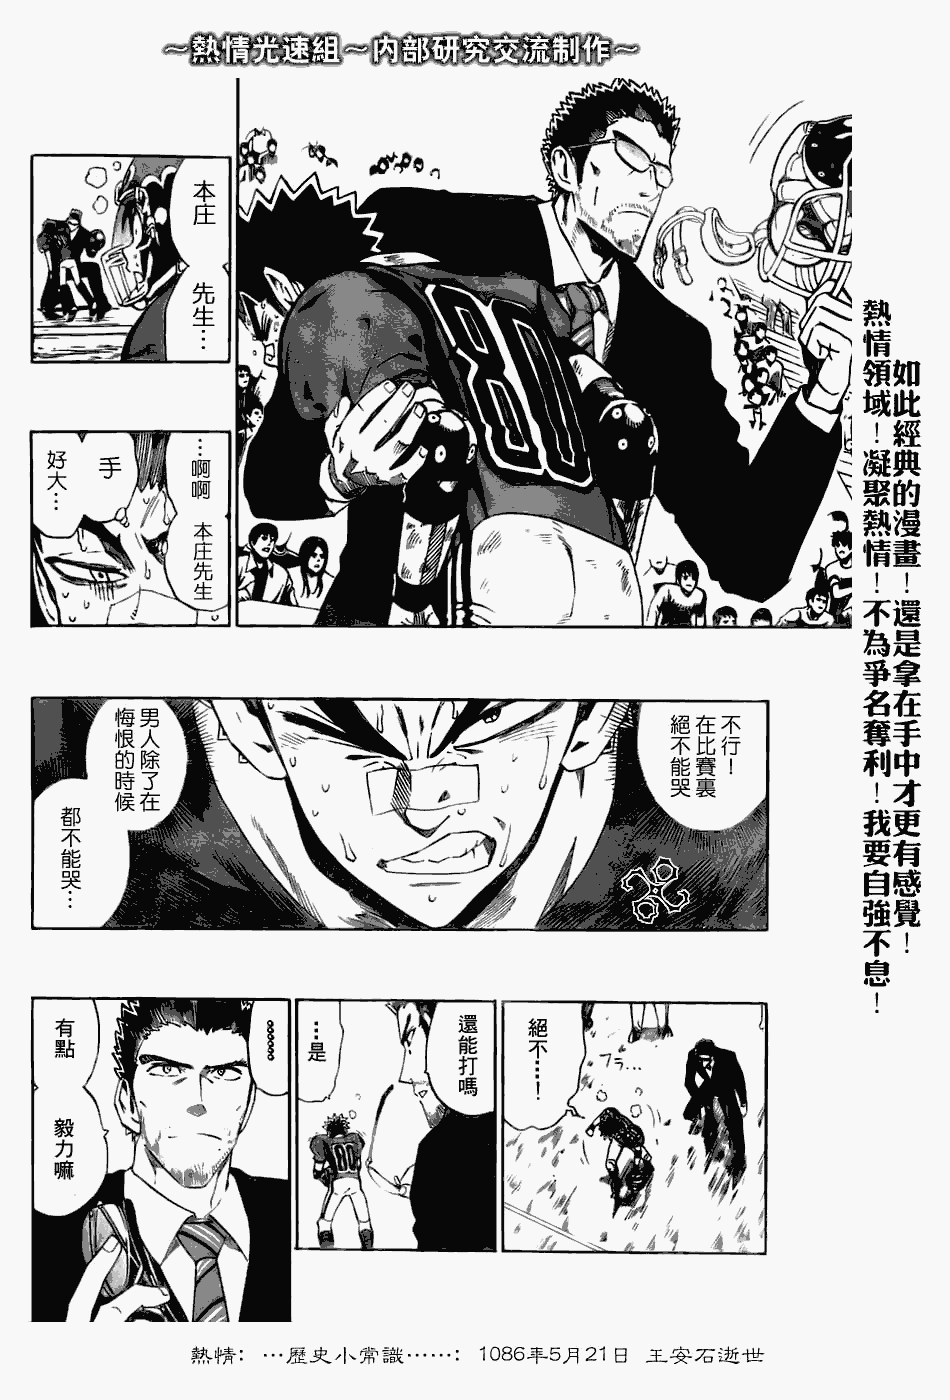 ～熱情光速組～内部研究交流制作～
本庄
先生…
…啊啊
本庄先生
手
好大…
不行！
在比賽裏
絕不能哭
男人除了在
悔恨的時候
都不能哭…
絕不…！
フラ…
還能打嗎
…是
………
有點
毅力嘛
80
80
如此經典的漫畫！還是拿在手中才更有感覺！
熱情領域！凝聚熱情！不為爭名奪利！我要自強不息！
熱情：…歷史小常識……：1086年5月21日 王安石逝世